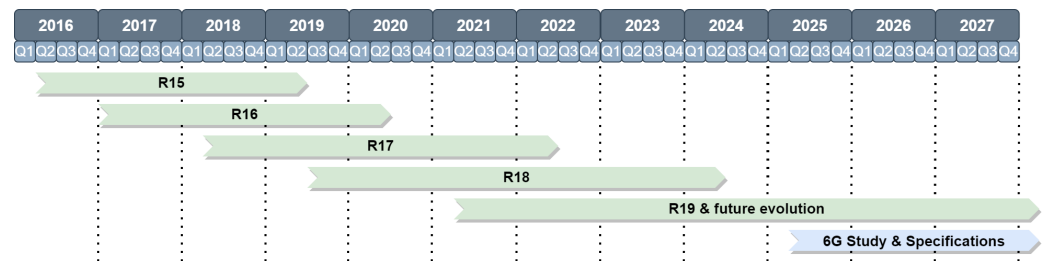 2016 2017 2018 2019 2020 2021 2022 2023 2024 2025 2026 2027
Q1 Q2 Q3 Q4 Q1 Q2 Q3 Q4 Q1 Q2 Q3 Q4 Q1 Q2 Q3 Q4 Q1 Q2 Q3 Q4 Q1 Q2 Q3 Q4 Q1 Q2 Q3 Q4 Q1 Q2 Q3 Q4 Q1 Q2 Q3 Q4 Q1 Q2 Q3 Q4 Q1 Q2 Q3 Q4 Q1 Q2 Q3 Q4
R15
R16
R17
R18
R19 & future evolution
6G Study & Specifications